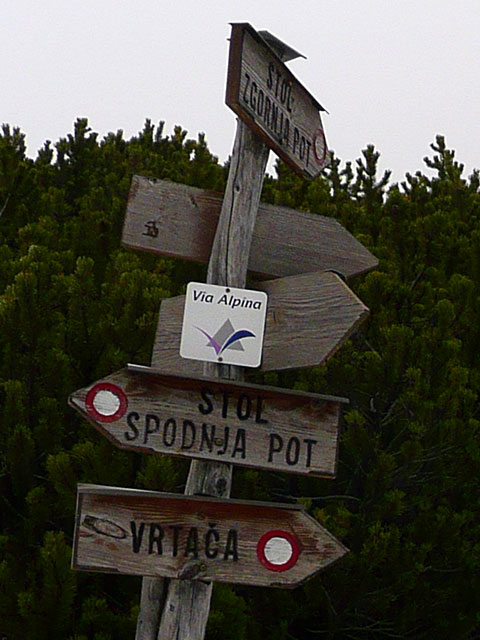 STOL
ZGORNJA POT
Via Alpina
STOL
SPODNJA POT
VRTAČA